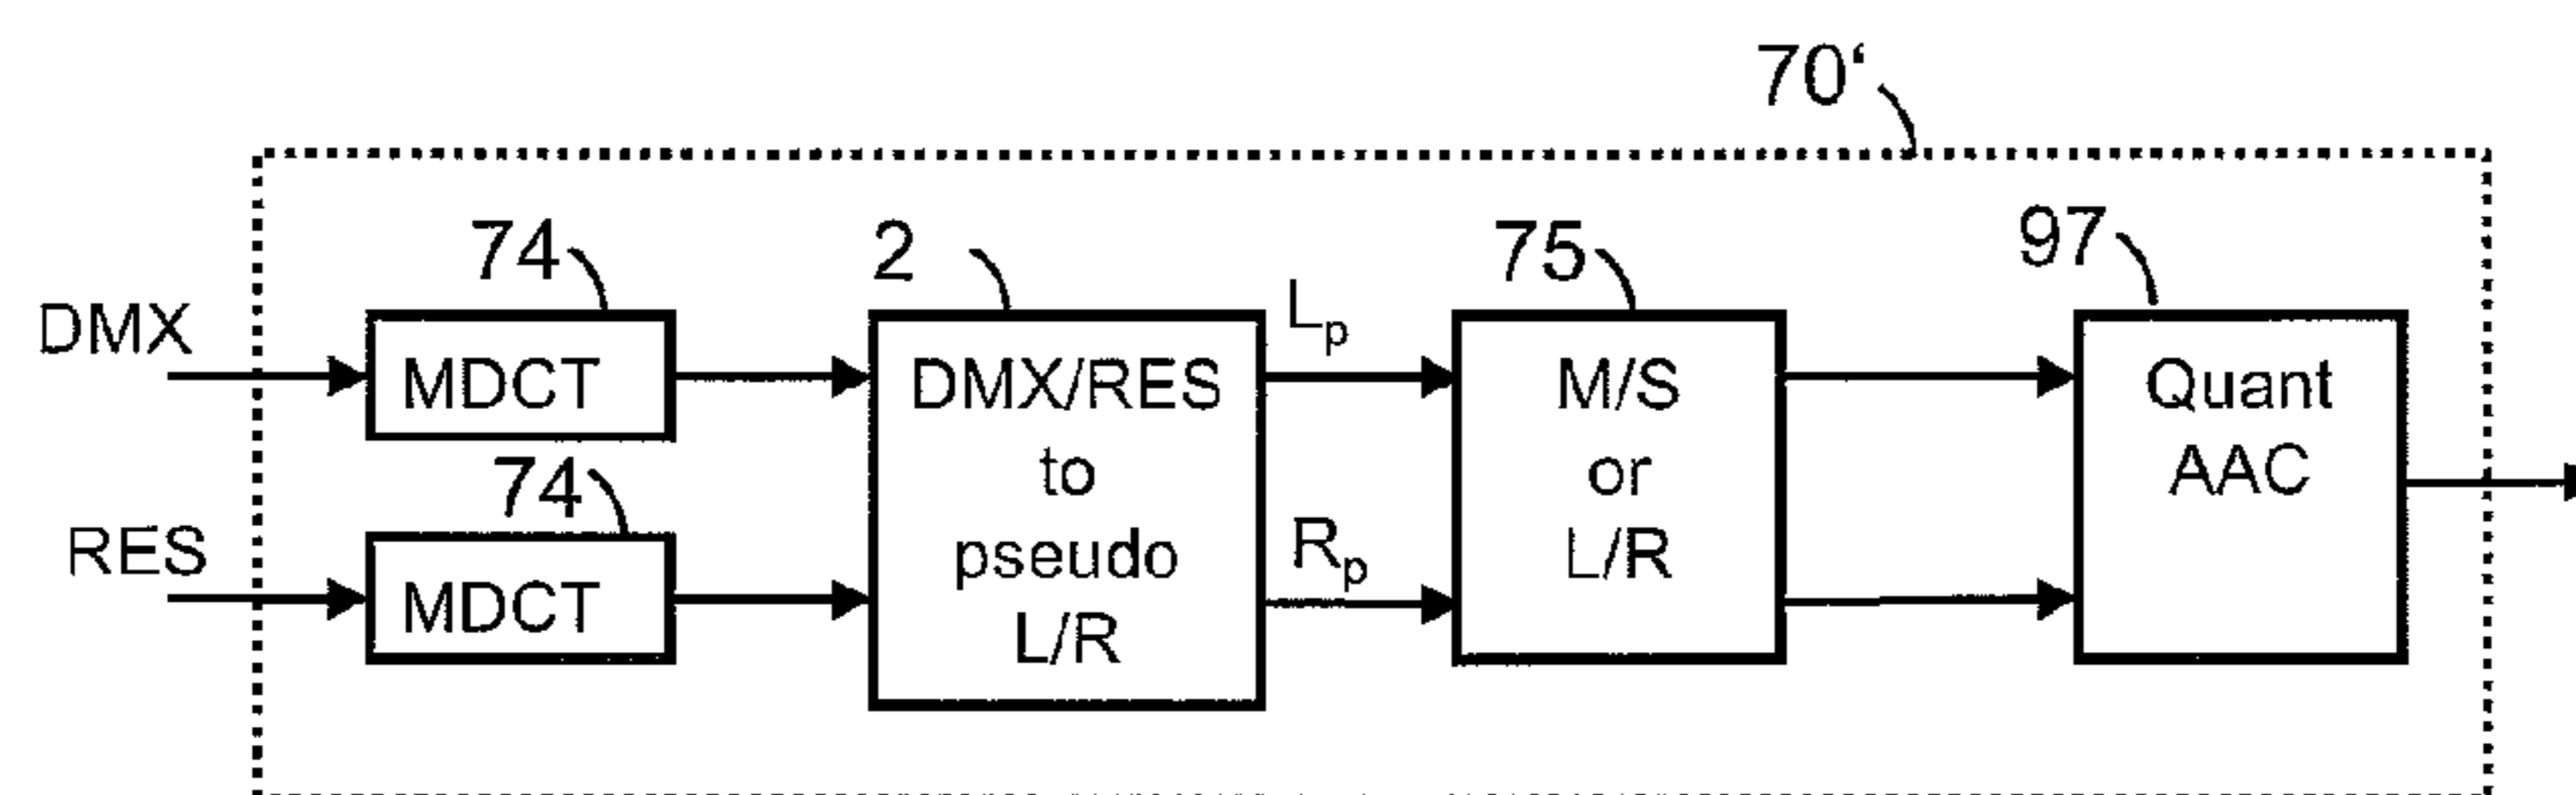 70‘
74
2
75
97
DMX
MDCT
DMX/RES
to
pseudo
L/R
Lp
M/S
or
L/R
Quant
AAC
74
RES
MDCT
Rp